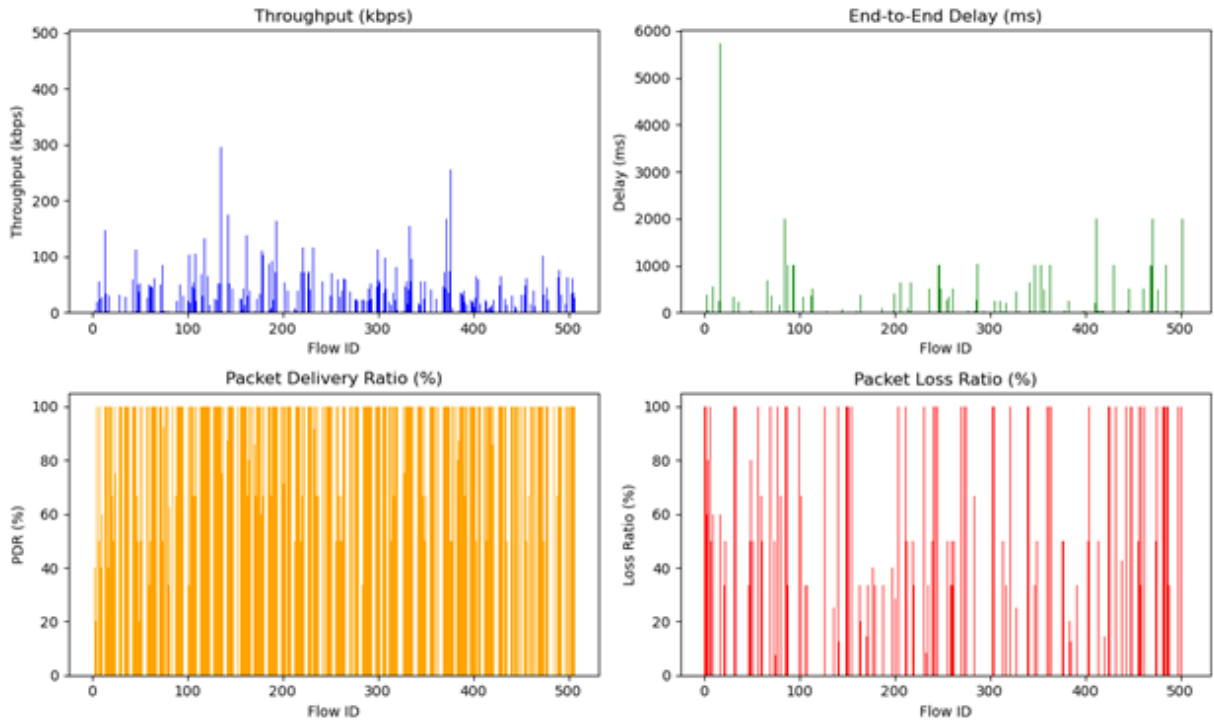 Throughput (kbps)
500
400
300
200
100
0
Throughput (kbps)
0 100 200 300 400 500
Flow ID
End-to-End Delay (ms)
6000
5000
4000
3000
2000
1000
0
Delay (ms)
0 100 200 300 400 500
Flow ID
Packet Delivery Ratio (%)
100
80
60
40
20
0
PDR (%)
0 100 200 300 400 500
Flow ID
Packet Loss Ratio (%)
100
80
60
40
20
0
Loss Ratio (%)
0 100 200 300 400 500
Flow ID